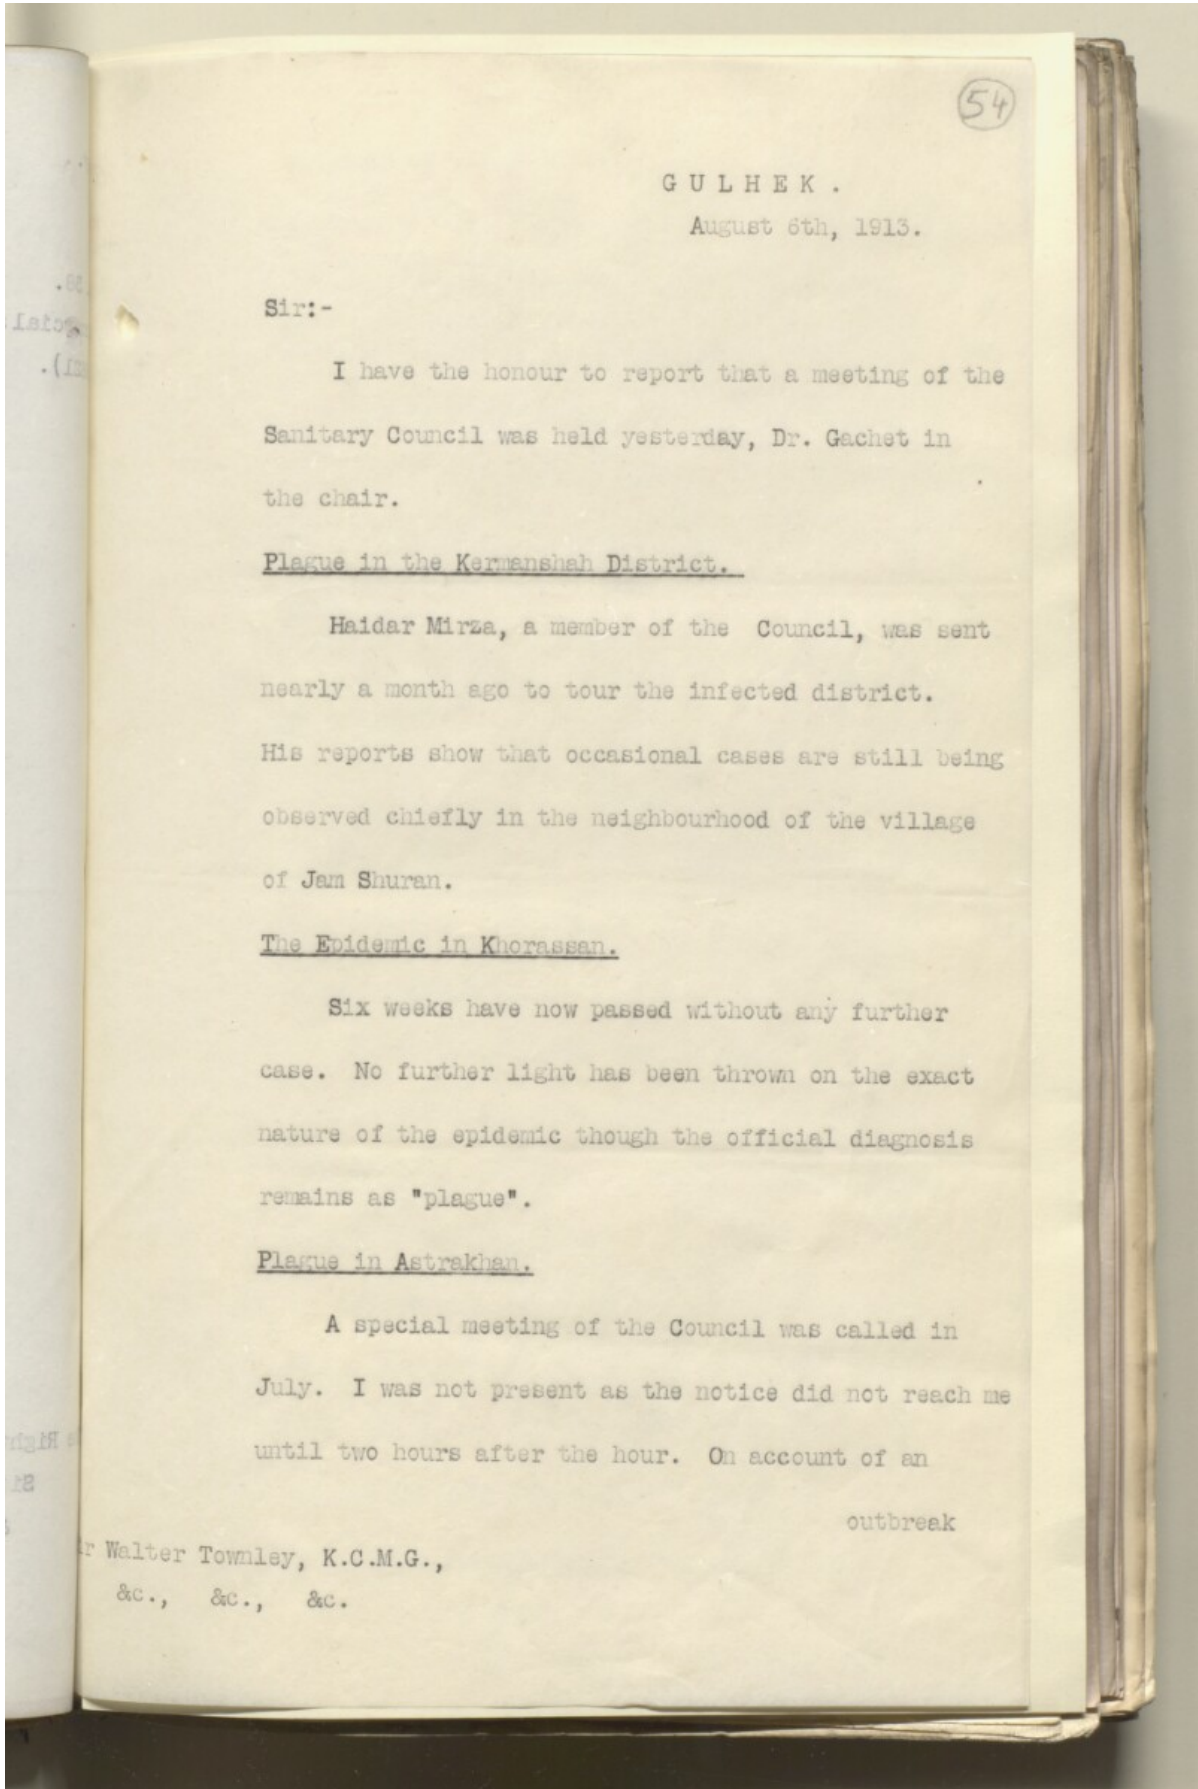 54
GULHEK.
August 6th, 1913.
Sir:-
I have the honour to report that a meeting of the
Sanitary Council was held yesterday, Dr. Gachet in
the chair.
Plague in the Kermanshah District.
Haidar Mirza, a member of the Council, was sent
nearly a month ago to tour the infected district.
His reports show that occasional cases are still being
observed chiefly in the neighbourhood of the village
of Jam Shuran.
The Epidemic in Khorassan.
Six weeks have now passed without any further
case. No further light has been thrown on the exact
nature of the epidemic though the official diagnosis
remains as "plague".
Plague in Astrakhan.
A special meeting of the Council was called in
July. I was not present as the notice did not reach me
until two hours after the hour. On account of an
outbreak
ir Walter Townley, K.C.M.G.,
&c., &c., &c.